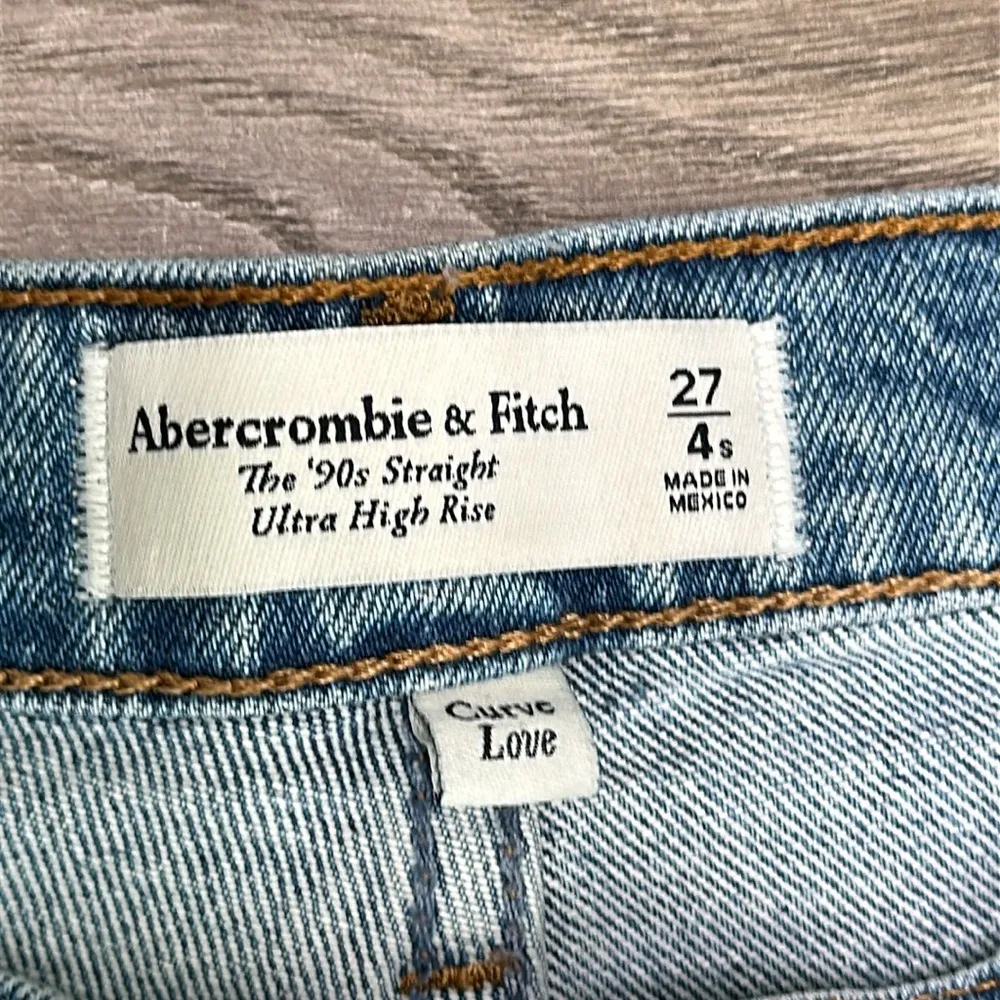 Abercrombie & Fitch
The '90s Straight
Ultra High Rise
27
4s
MADE IN
MEXICO
Curve
Love